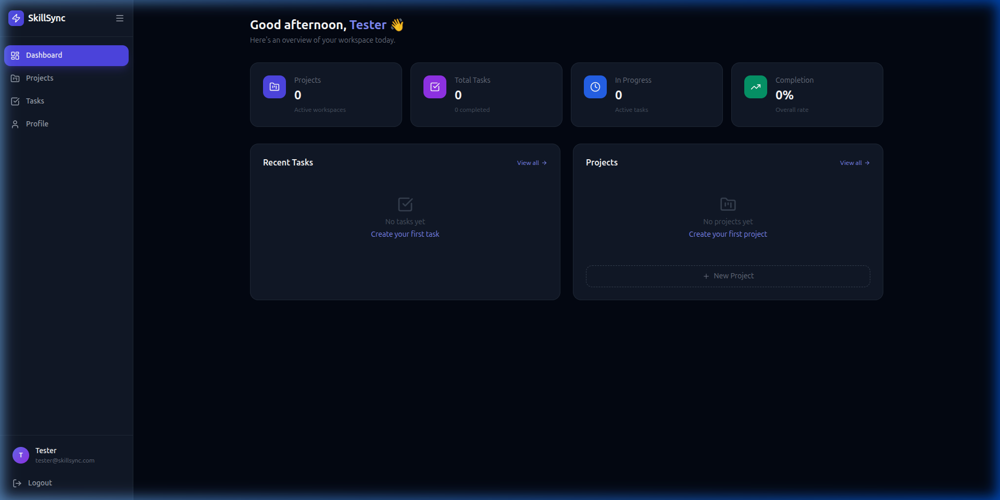 SkillSync
Dashboard
Projects
Tasks
Profile
Tester
T
tester@skillsync.com
Logout
Good afternoon, Tester 👋
Here's an overview of your workspace today.
Projects
0
Active workspaces
Total Tasks
0
0 completed
In Progress
0
Active tasks
Completion
0%
Overall rate
Recent Tasks
View all →
No tasks yet
Create your first task
Projects
View all →
No projects yet
Create your first project
+ New Project